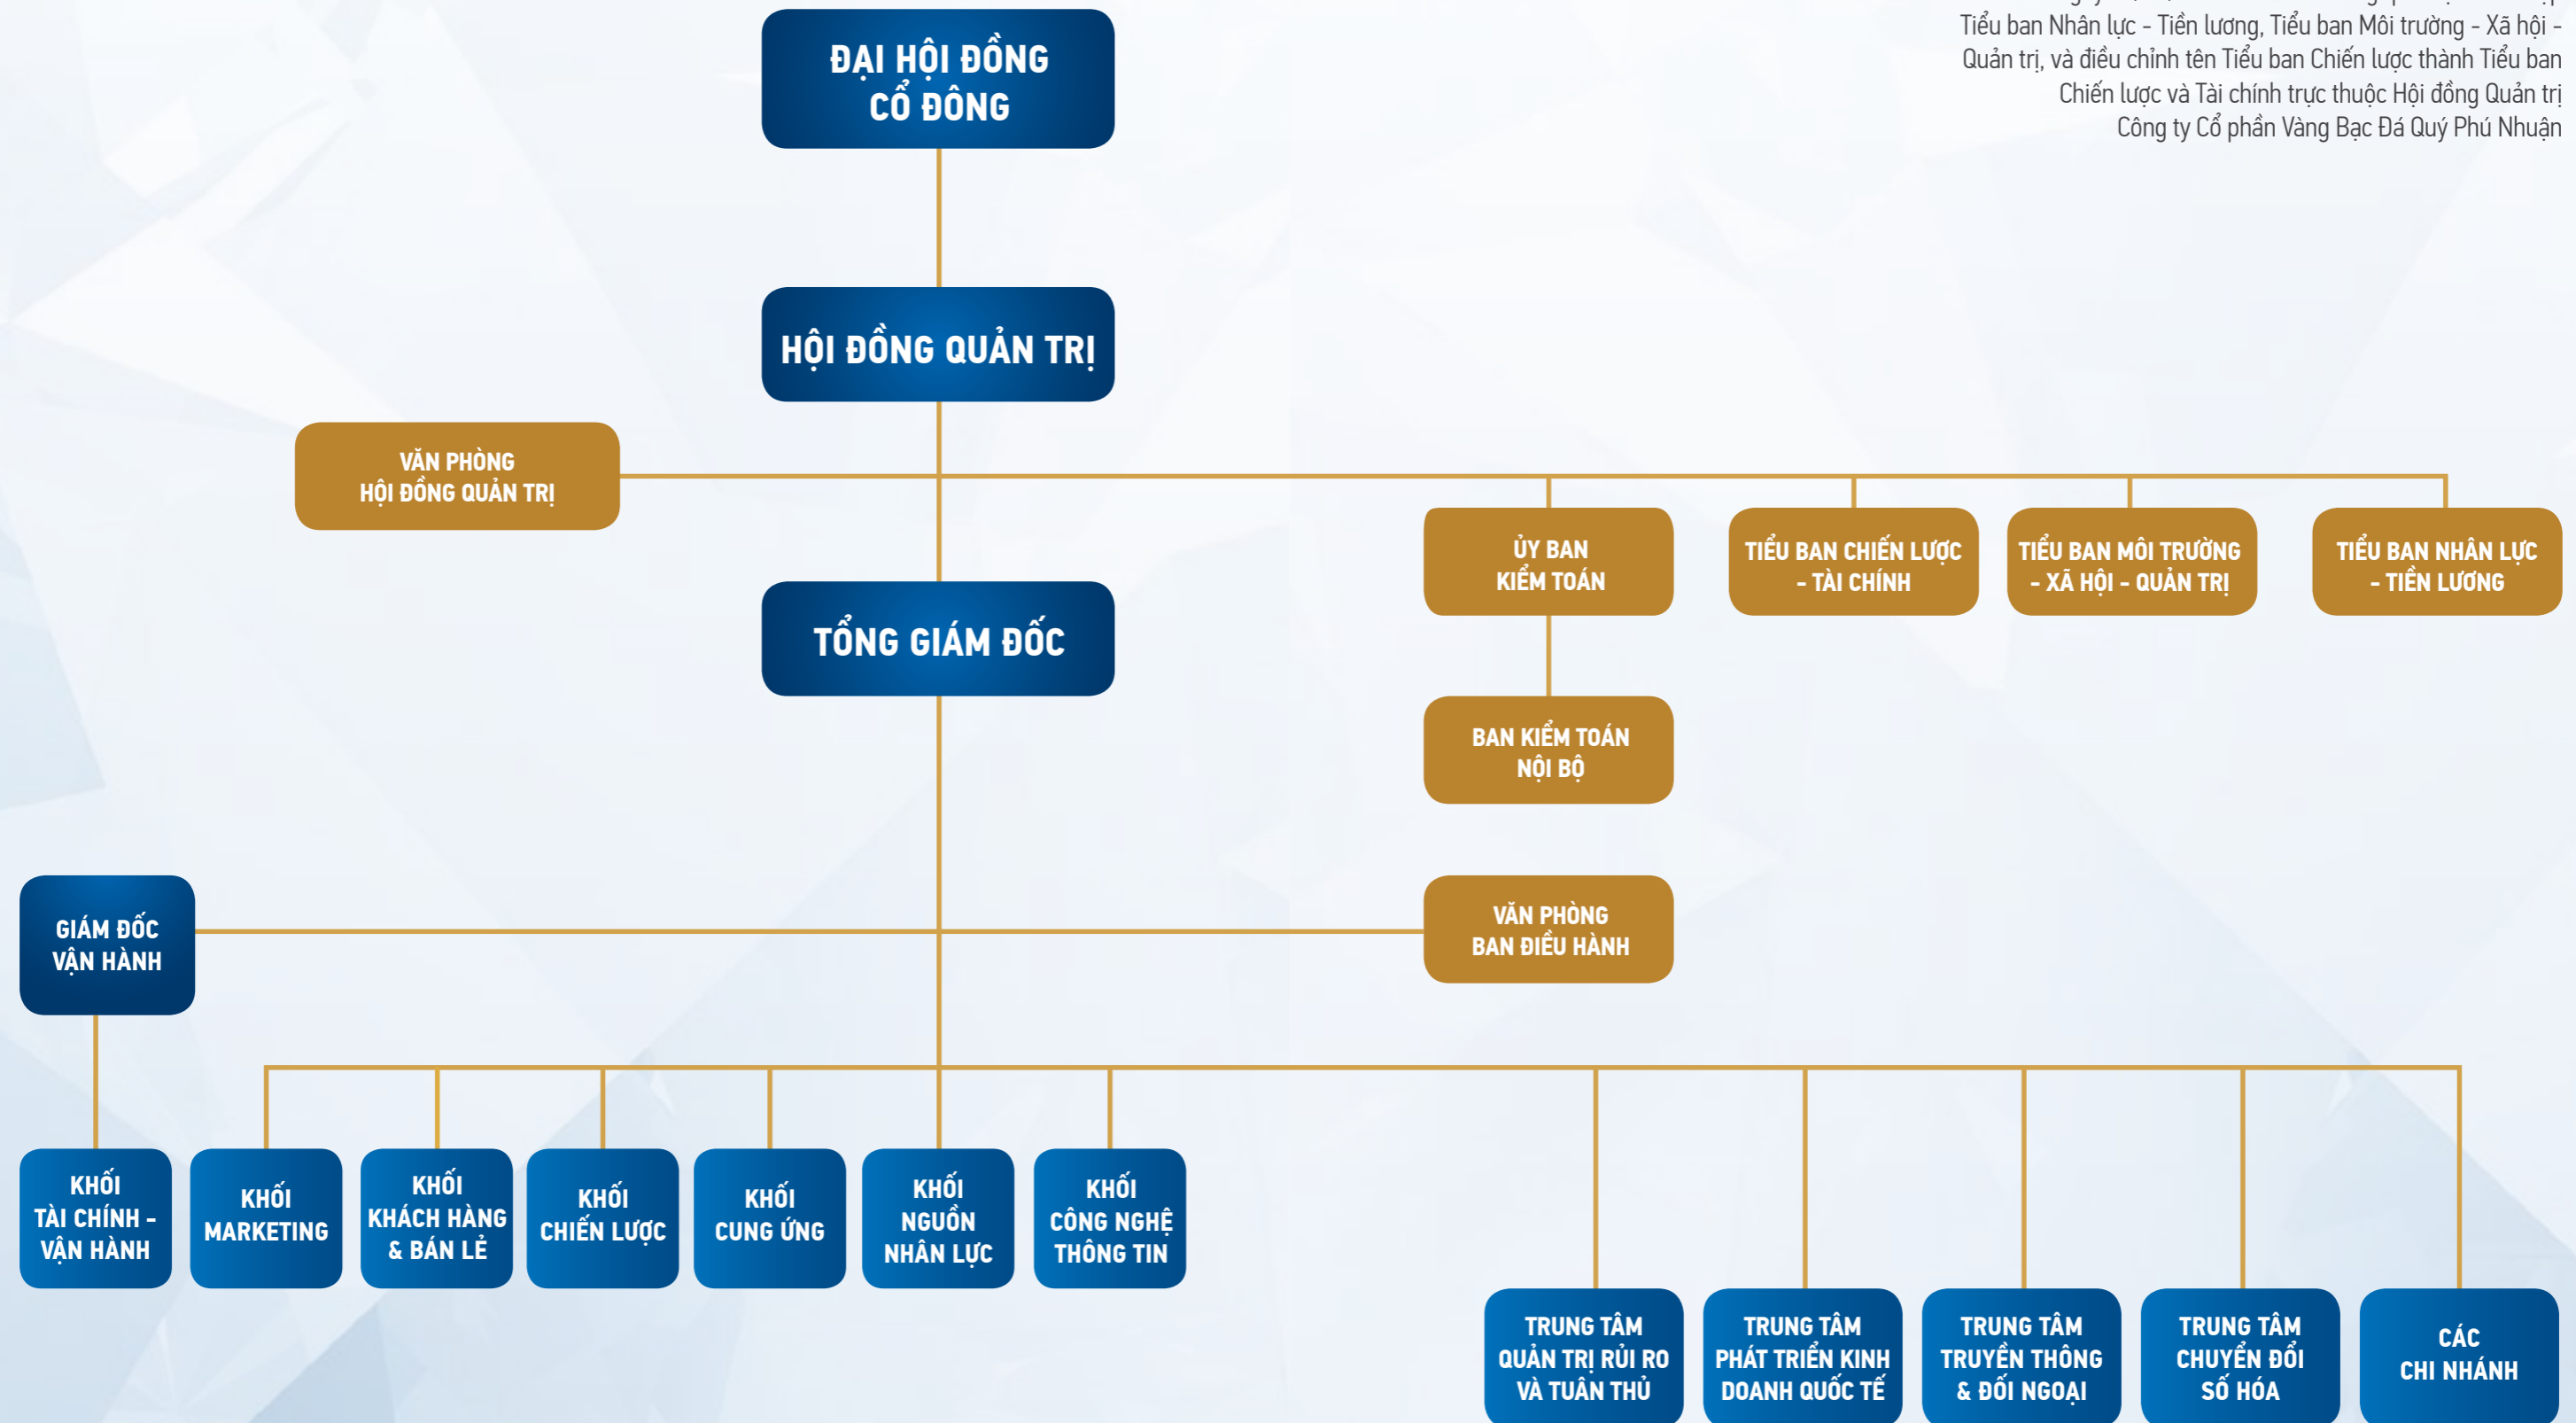 Tiểu ban Nhân lực - Tiền lương, Tiểu ban Môi trường - Xã hội -
Quản trị, và điều chỉnh tên Tiểu ban Chiến lược thành Tiểu ban
Chiến lược và Tài chính trực thuộc Hội đồng Quản trị
Công ty Cổ phần Vàng Bạc Đá Quý Phú Nhuận
ĐẠI HỘI ĐỒNG
CỔ ĐÔNG
HỘI ĐỒNG QUẢN TRỊ
VĂN PHÒNG
HỘI ĐỒNG QUẢN TRỊ
ỦY BAN
KIỂM TOÁN
TIỂU BAN CHIẾN LƯỢC
- TÀI CHÍNH
TIỂU BAN MÔI TRƯỜNG
- XÃ HỘI - QUẢN TRỊ
TIỂU BAN NHÂN LỰC
- TIỀN LƯƠNG
TỔNG GIÁM ĐỐC
BAN KIỂM TOÁN
NỘI BỘ
GIÁM ĐỐC
VẬN HÀNH
VĂN PHÒNG
BAN ĐIỀU HÀNH
KHỐI
TÀI CHÍNH -
VẬN HÀNH
KHỐI
MARKETING
KHỐI
KHÁCH HÀNG
& BÁN LẺ
KHỐI
CHIẾN LƯỢC
KHỐI
CUNG ỨNG
KHỐI
NGUỒN
NHÂN LỰC
KHỐI
CÔNG NGHỆ
THÔNG TIN
TRUNG TÂM
QUẢN TRỊ RỦI RO
VÀ TUÂN THỦ
TRUNG TÂM
PHÁT TRIỂN KINH
DOANH QUỐC TẾ
TRUNG TÂM
TRUYỀN THÔNG
& ĐỐI NGOẠI
TRUNG TÂM
CHUYỂN ĐỔI
SỐ HÓA
CÁC
CHI NHÁNH